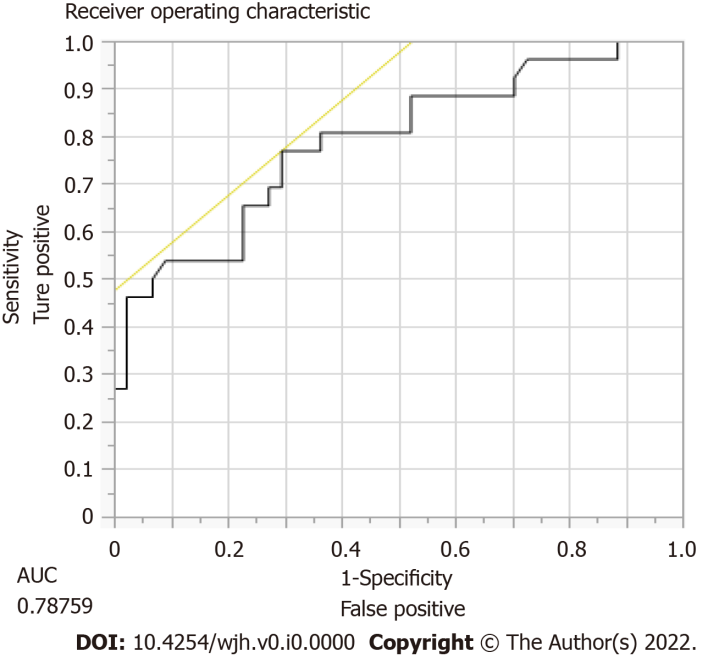 Receiver operating characteristic
1.0
0.9
0.8
0.7
0.6
0.5
0.4
0.3
0.2
0.1
0
Sensitivity
Ture positive
0 0.2 0.4 0.6 0.8 1.0
AUC
0.78759
1-Specificity
False positive
DOI: 10.4254/wjh.v0.i0.0000 Copyright © The Author(s) 2022.